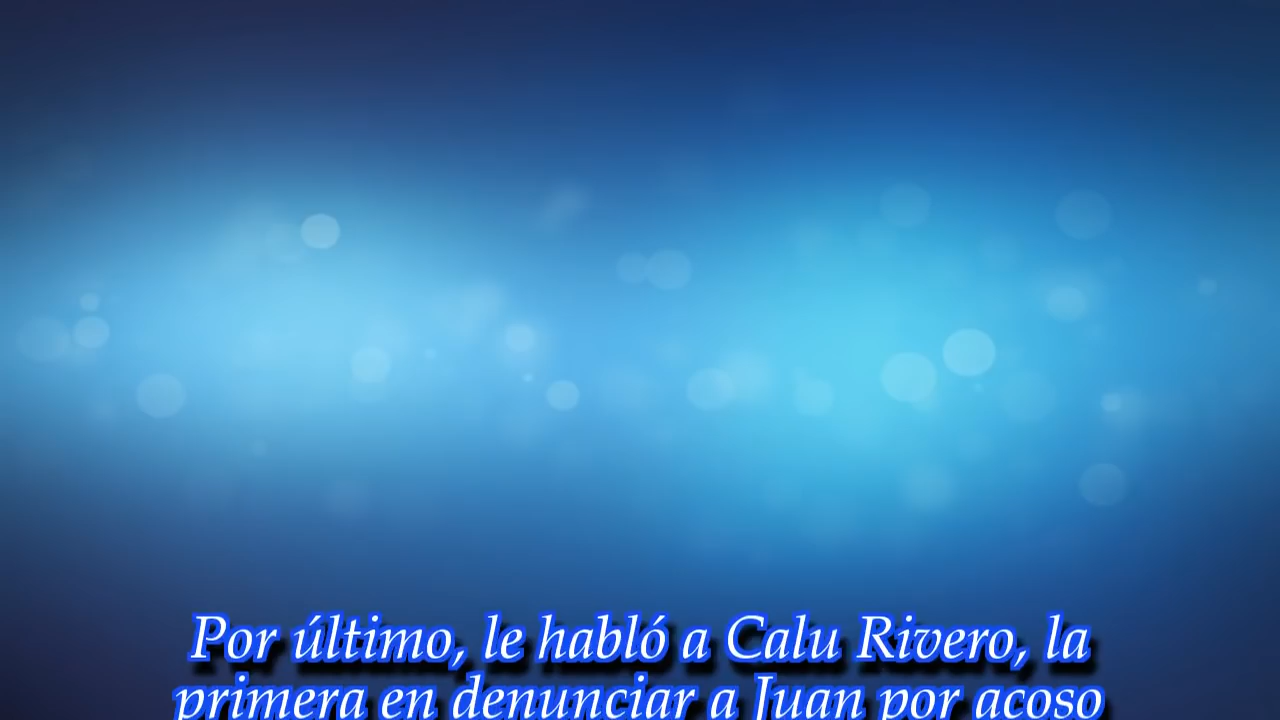 Por último, le habló a Calu Rivero, la
primera en denunciar a Juan por acoso